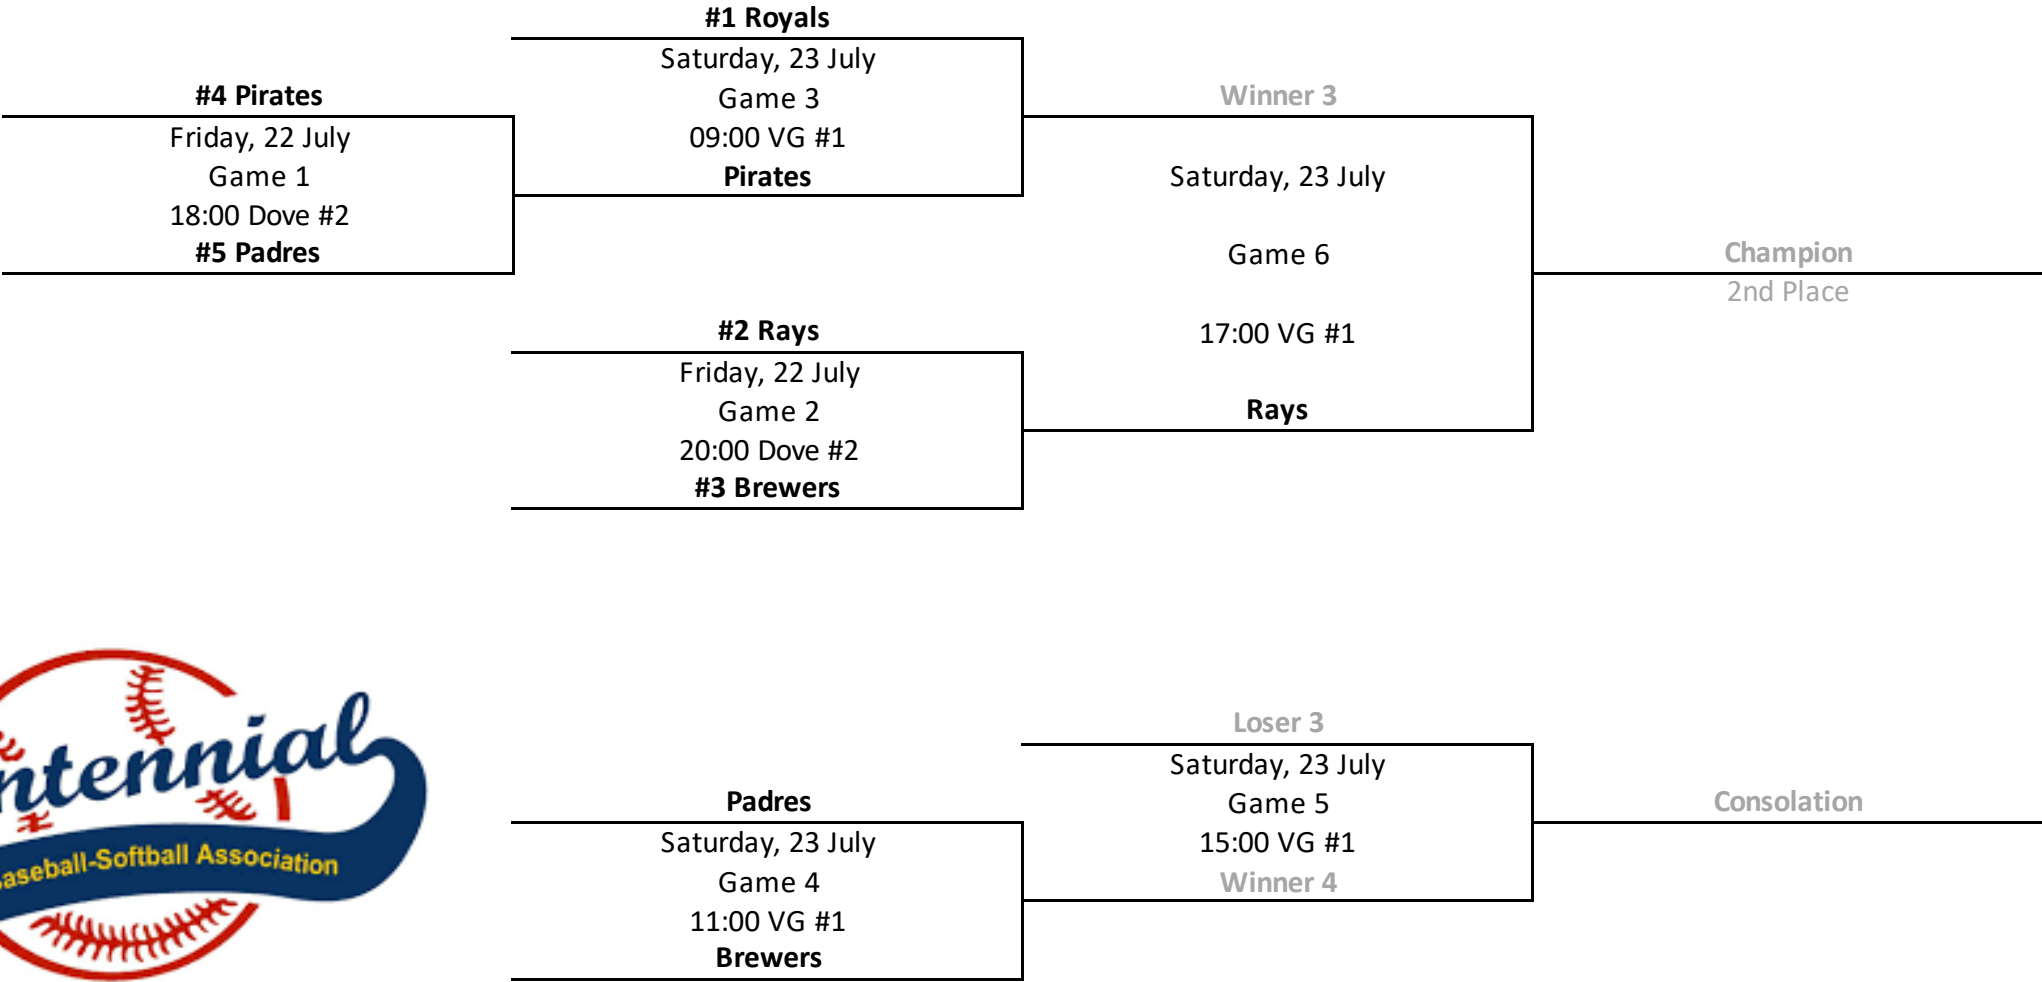 #1 Royals
Saturday, 23 July
Game 3
09:00 VG #1
Pirates
#4 Pirates
Friday, 22 July
Game 1
18:00 Dove #2
#5 Padres
Winner 3
Saturday, 23 July
Game 6
17:00 VG #1
Rays
Champion
2nd Place
#2 Rays
Friday, 22 July
Game 2
20:00 Dove #2
#3 Brewers
ntennial
aseball-Softball Association
Padres
Saturday, 23 July
Game 4
11:00 VG #1
Brewers
Loser 3
Saturday, 23 July
Game 5
15:00 VG #1
Winner 4
Consolation